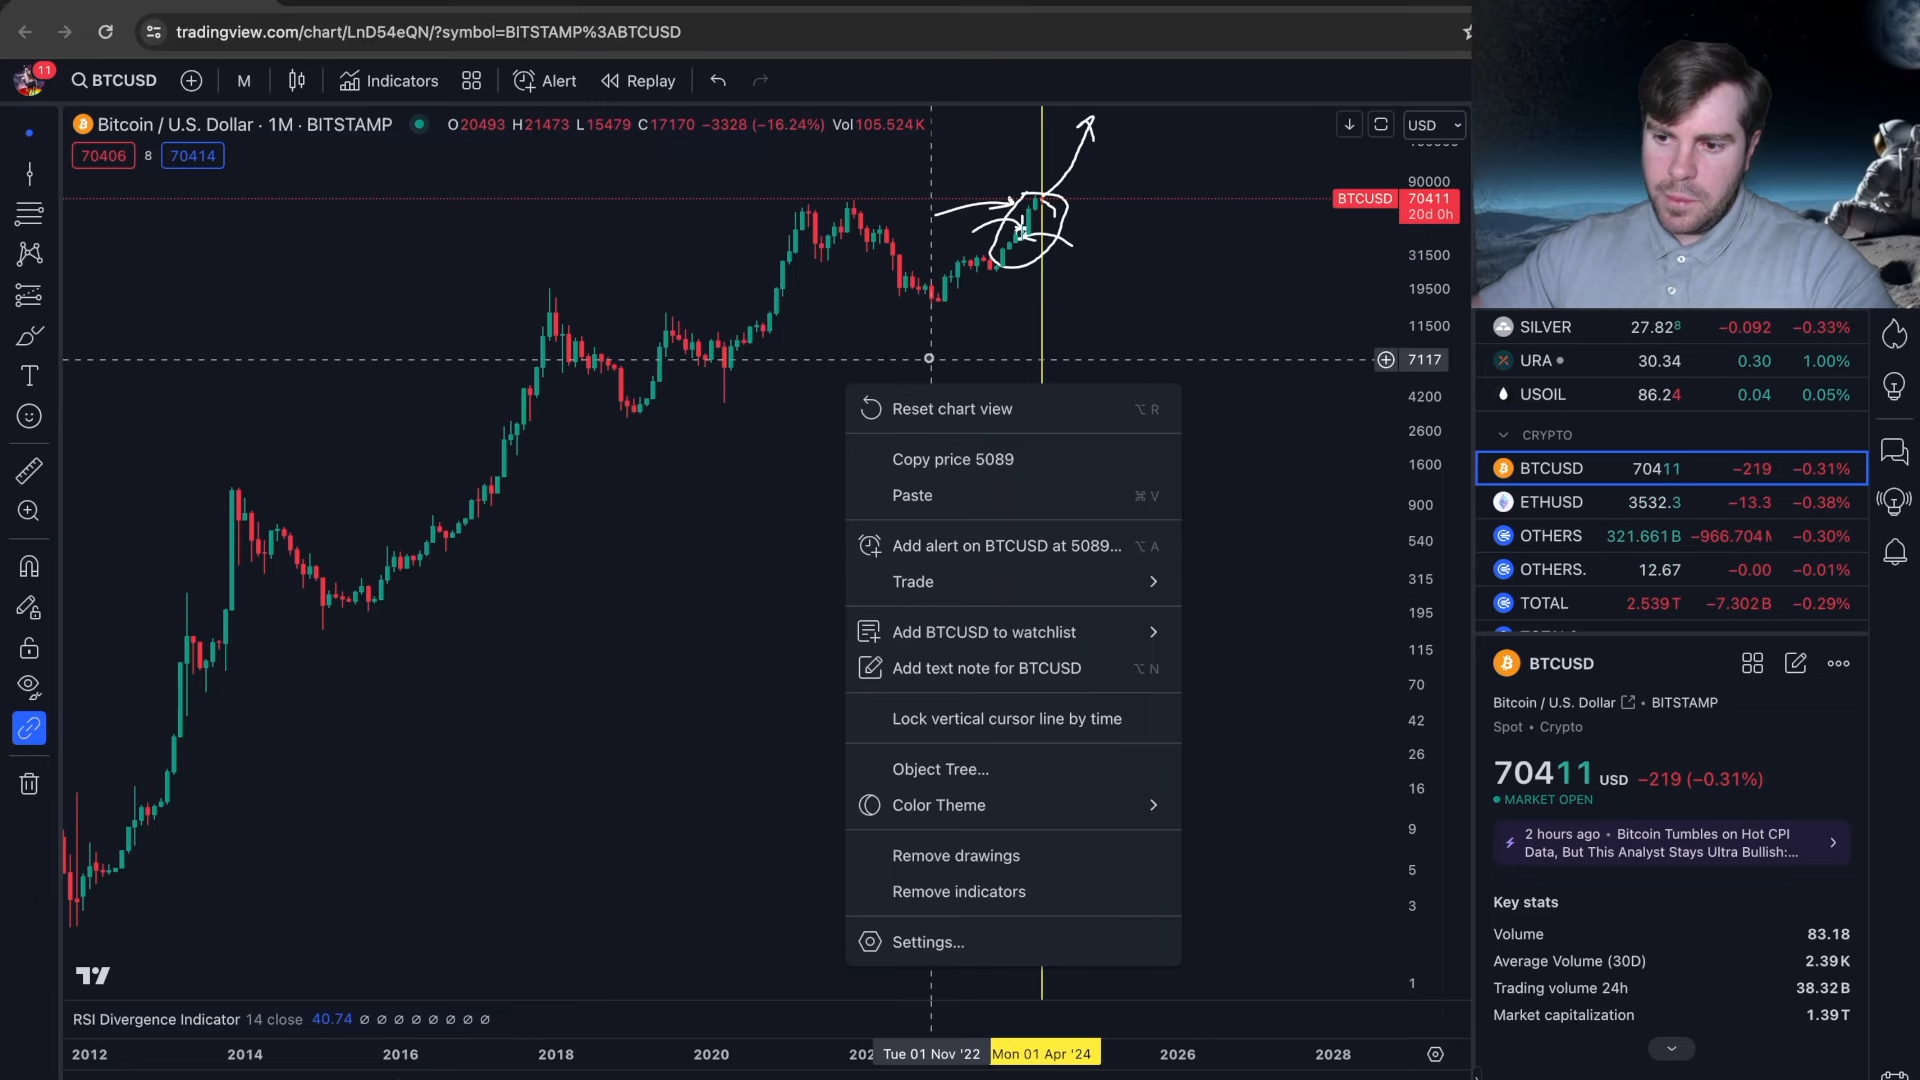 tradingview.com/chart/LnD54eQN/?symbol=BITSTAMP%3ABTCUSD
11
BTCUSD
M
Indicators
Alert
Replay
Bitcoin / U.S. Dollar · 1M · BITSTAMP
O20493 H21473 L15479 C17170 −3328 (−16.24%) Vol105.524K
USD
70406 8 70414
90000
BTCUSD 70411
20d 0h
31500
19500
11500
7117
4200
2600
1600
900
540
315
195
115
70
42
26
16
9
5
3
1
Reset chart view ⌥ R
Copy price 5089
Paste ⌘ V
Add alert on BTCUSD at 5089... ⌥ A
Trade
Add BTCUSD to watchlist
Add text note for BTCUSD ⌥ N
Lock vertical cursor line by time
Object Tree...
Color Theme
Remove drawings
Remove indicators
Settings...
RSI Divergence Indicator 14 close 40.74 ∅ ∅ ∅ ∅ ∅ ∅ ∅ ∅
2012 2014 2016 2018 2020 202 Tue 01 Nov '22 Mon 01 Apr '24 2026 2028
SILVER 27.828 −0.092 −0.33%
URA 30.34 0.30 1.00%
USOIL 86.24 0.04 0.05%
CRYPTO
BTCUSD 70411 −219 −0.31%
ETHUSD 3532.3 −13.3 −0.38%
OTHERS 321.661B −966.704M −0.30%
OTHERS. 12.67 −0.00 −0.01%
TOTAL 2.539T −7.302B −0.29%
BTCUSD
Bitcoin / U.S. Dollar • BITSTAMP
Spot • Crypto
70411 USD −219 (−0.31%)
MARKET OPEN
2 hours ago • Bitcoin Tumbles on Hot CPI
Data, But This Analyst Stays Ultra Bullish:...
Key stats
Volume 83.18
Average Volume (30D) 2.39K
Trading volume 24h 38.32B
Market capitalization 1.39T